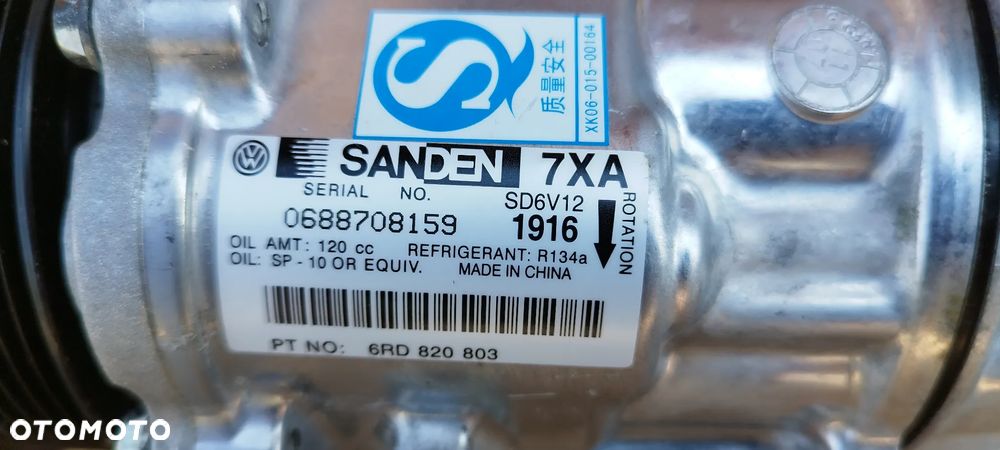 质量安全
XK06-015-00164
SANDEN 7XA
SERIAL NO.
SD6V12
0688708159
1916
ROTATION
OIL AMT: 120 cc
REFRIGERANT: R134a
OIL: SP - 10 OR EQUIV.
MADE IN CHINA
PT NO: 6RD 820 803
OTOMOTO